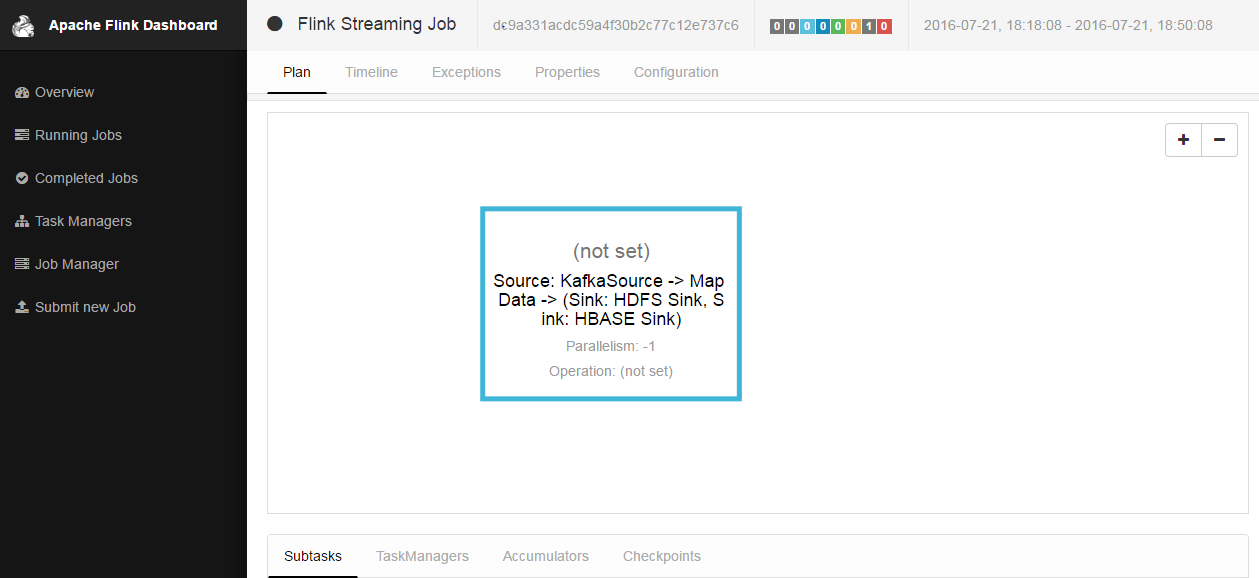 Apache Flink Dashboard
Flink Streaming Job
d€9a331acdc59a4f30b2c77c12e737c6
0 0 0 0 0 0 1 0
2016-07-21, 18:18:08 - 2016-07-21, 18:50:08
Overview
Running Jobs
Completed Jobs
Task Managers
Job Manager
Submit new Job
Plan
Timeline
Exceptions
Properties
Configuration
+ −
(not set)
Source: KafkaSource -> Map
Data -> (Sink: HDFS Sink, S
ink: HBASE Sink)
Parallelism: -1
Operation: (not set)
Subtasks
TaskManagers
Accumulators
Checkpoints